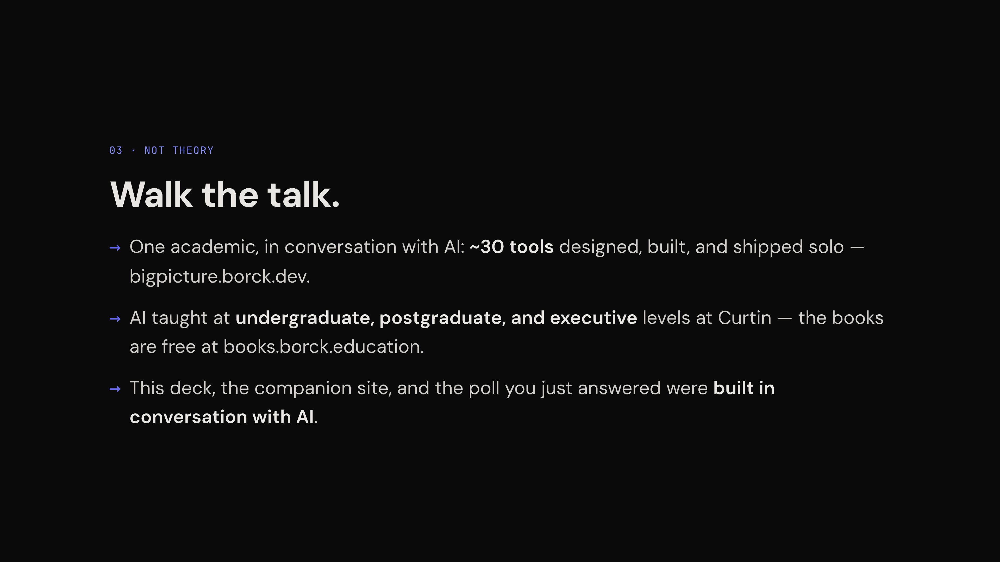 03 · NOT THEORY
Walk the talk.
→ One academic, in conversation with AI: ~30 tools designed, built, and shipped solo —
bigpicture.borck.dev.
→ AI taught at undergraduate, postgraduate, and executive levels at Curtin — the books
are free at books.borck.education.
→ This deck, the companion site, and the poll you just answered were built in
conversation with AI.